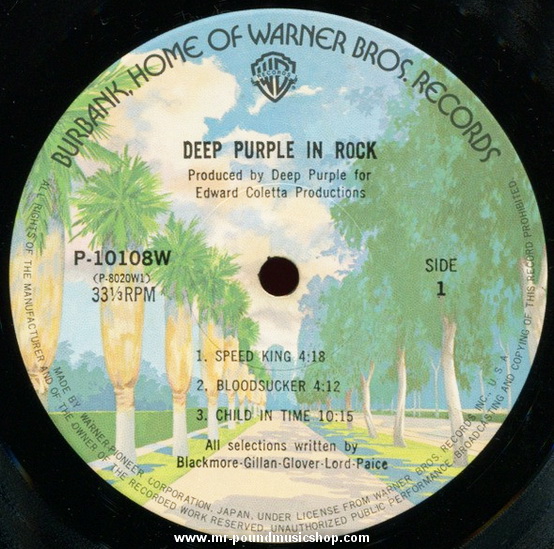 BURBANK, HOME OF WARNER BROS. RECORDS
W
RECORDS
DEEP PURPLE IN ROCK
Produced by Deep Purple for
Edward Coletta Productions
P-10108W
(P-8020W1)
33⅓RPM
SIDE
1
1. SPEED KING 4:18
2. BLOODSUCKER 4:12
3. CHILD IN TIME 10:15
All selections written by
Blackmore-Gillan-Glover-Lord-Paice
ALL RIGHTS OF THE MANUFACTURER AND OF THE OWNER OF THE RECORDED WORK RESERVED. UNAUTHORIZED PUBLIC PERFORMANCE, BROADCASTING AND COPYING OF THIS RECORD PROHIBITED.
MADE BY WARNER-PIONEER CORPORATION, JAPAN, UNDER LICENSE FROM WARNER BROS. RECORDS INC., U.S.A.
www.mr-poundmusicshop.com